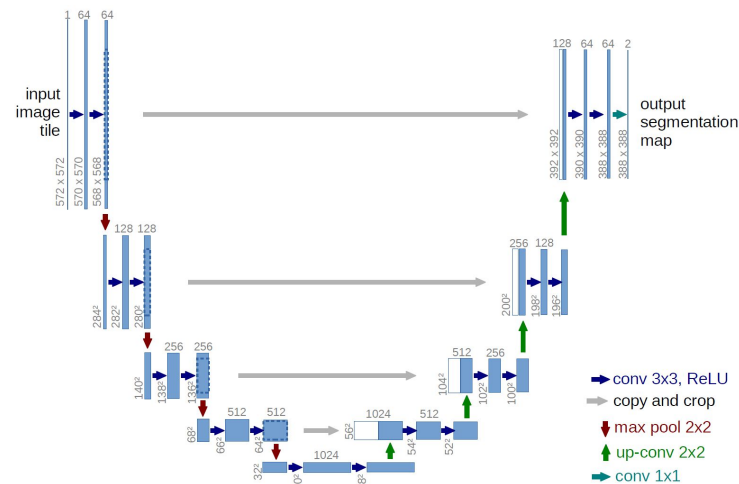 1 64 64
128 64 64 2
input
image
tile
output
segmentation
map
572 x 572
570 x 570
568 x 568
392 x 392
390 x 390
388 x 388
388 x 388
128 128
256 128
284²
282²
280²
200²
198²
196²
256 256
512 256
140²
138²
136²
104²
102²
100²
512 512
1024 512
68²
66²
64²
56²
54²
52²
1024
32²
0²
8²
conv 3x3, ReLU
copy and crop
max pool 2x2
up-conv 2x2
conv 1x1